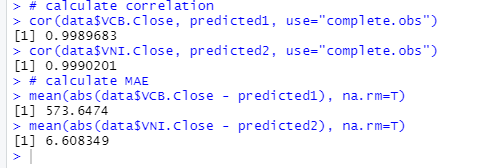 > # calculate correlation
> cor(data$VCB.Close, predicted1, use="complete.obs")
[1] 0.9989683
> cor(data$VNI.Close, predicted2, use="complete.obs")
[1] 0.9990201
> # calculate MAE
> mean(abs(data$VCB.Close - predicted1), na.rm=T)
[1] 573.6474
> mean(abs(data$VNI.Close - predicted2), na.rm=T)
[1] 6.608349
>